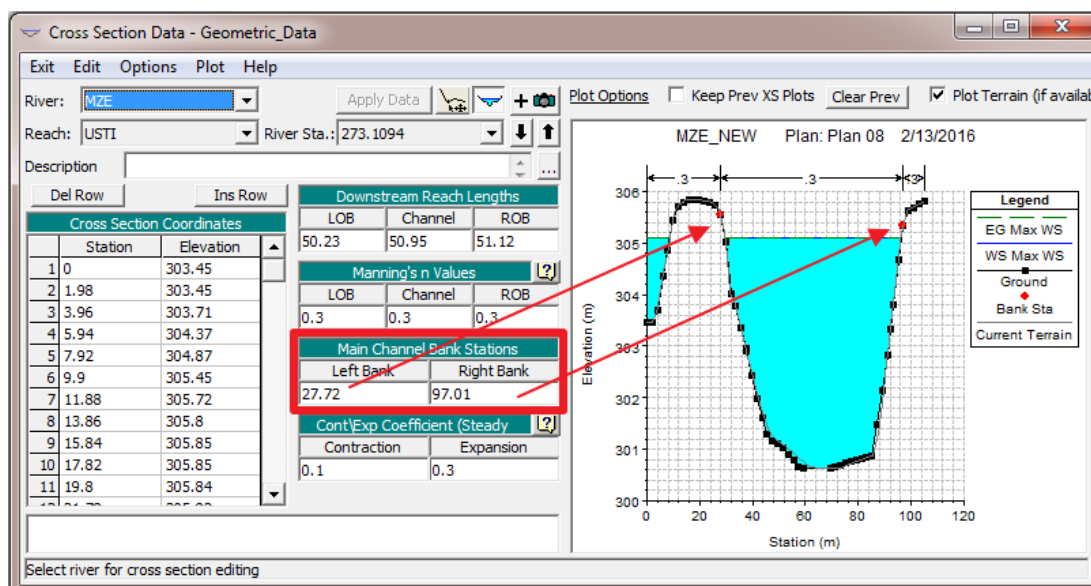 Cross Section Data - Geometric_Data
Exit Edit Options Plot Help
River: MZE Apply Data
Reach: USTI River Sta.: 273.1094
Description ...
Del Row Ins Row
Cross Section Coordinates
Station Elevation
1 0 303.45
2 1.98 303.45
3 3.96 303.71
4 5.94 304.37
5 7.92 304.87
6 9.9 305.45
7 11.88 305.72
8 13.86 305.8
9 15.84 305.85
10 17.82 305.85
11 19.8 305.84
Downstream Reach Lengths
LOB Channel ROB
50.23 50.95 51.12
Manning's n Values
LOB Channel ROB
0.3 0.3 0.3
Main Channel Bank Stations
Left Bank Right Bank
27.72 97.01
Cont\Exp Coefficient (Steady
Contraction Expansion
0.1 0.3
Plot Options Keep Prev XS Plots Clear Prev Plot Terrain (if availab
MZE_NEW Plan: Plan 08 2/13/2016
.3 .3 .3
306
305
304
303
302
301
300
Elevation (m)
0 20 40 60 80 100 120
Station (m)
Legend
EG Max WS
WS Max WS
Ground
Bank Sta
Current Terrain
Select river for cross section editing